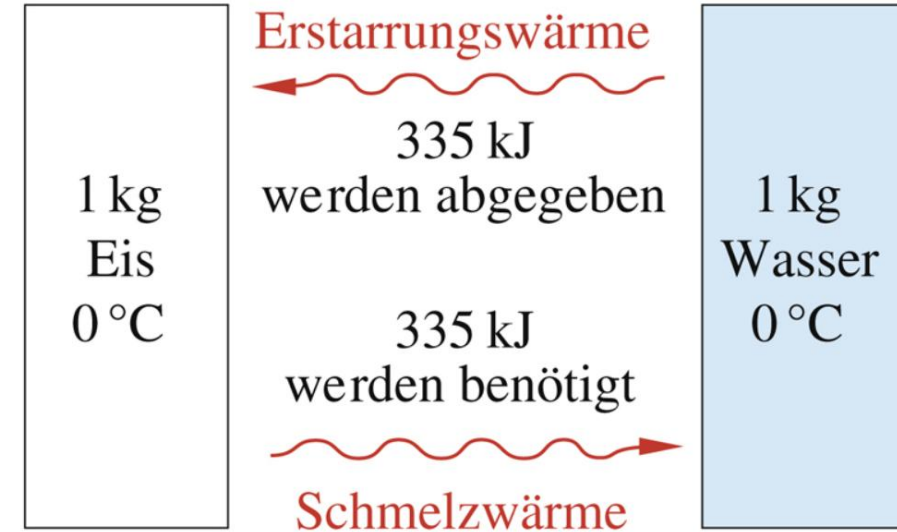 Erstarrungswärme
335 kJ
werden abgegeben
1 kg
Eis
0 °C
1 kg
Wasser
0 °C
335 kJ
werden benötigt
Schmelzwärme